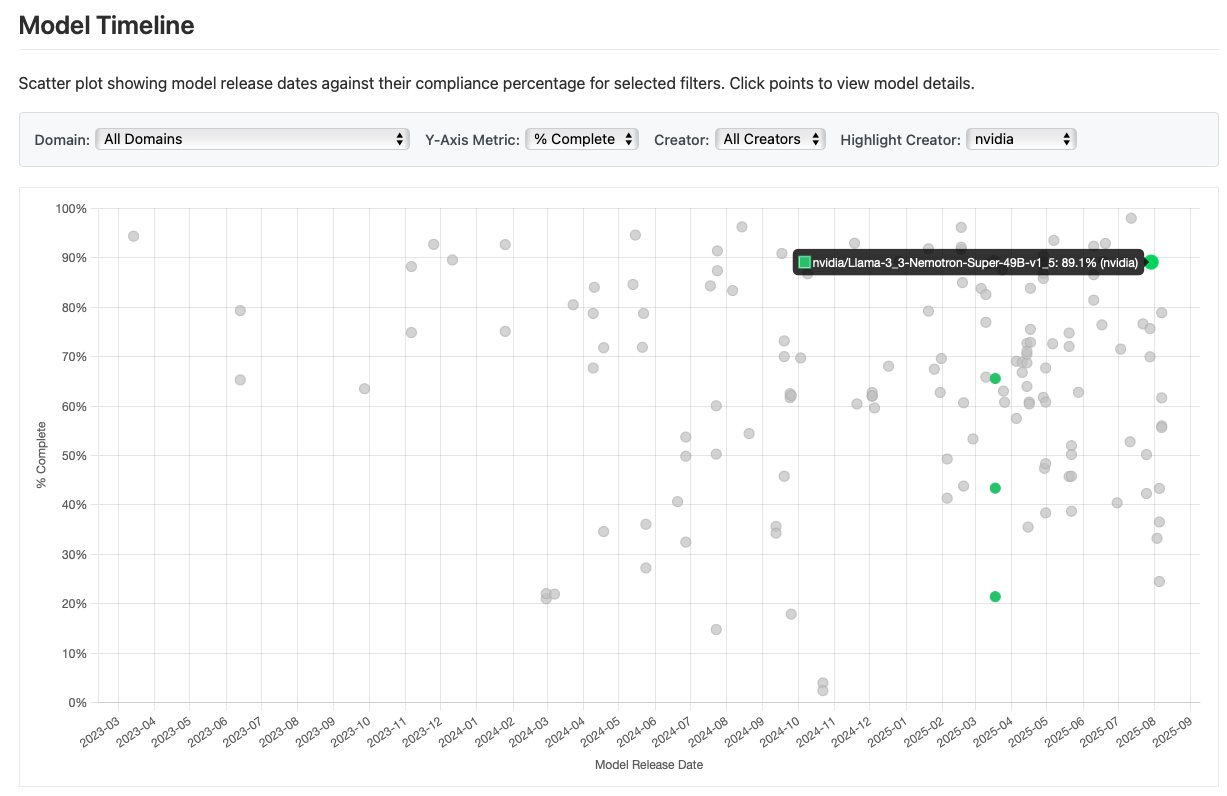 Model Timeline
Scatter plot showing model release dates against their compliance percentage for selected filters. Click points to view model details.
Domain: All Domains Y-Axis Metric: % Complete Creator: All Creators Highlight Creator: nvidia
100%
90%
80%
70%
60%
50%
40%
30%
20%
10%
0%
% Complete
nvidia/Llama-3_3-Nemotron-Super-49B-v1_5: 89.1% (nvidia)
2023-03 2023-04 2023-05 2023-06 2023-07 2023-08 2023-09 2023-10 2023-11 2023-12 2024-01 2024-02 2024-03 2024-04 2024-05 2024-06 2024-07 2024-08 2024-09 2024-10 2024-11 2024-12 2025-01 2025-02 2025-03 2025-04 2025-05 2025-06 2025-07 2025-08 2025-09
Model Release Date